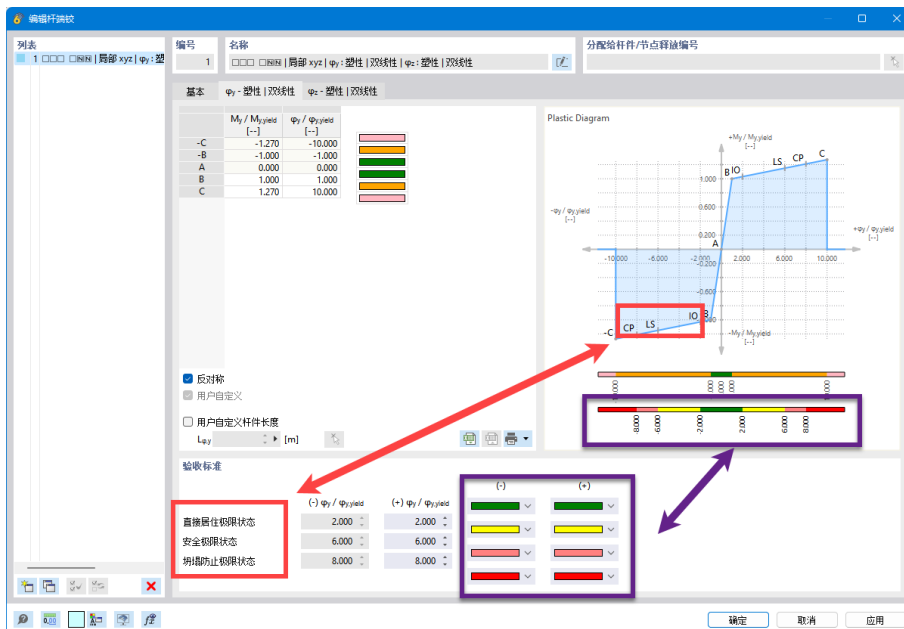 编辑杆端铰
列表
1 □□□ □NN | 局部 xyz | φy : 塑
编号
1
名称
□□□ □NN | 局部 xyz | φy : 塑性 | 双线性 | φz : 塑性 | 双线性
分配给杆件/节点释放编号
基本
φy - 塑性 | 双线性
φz - 塑性 | 双线性
My / My,yield [--]
φy / φy,yield [--]
-C -1.270 -10.000
-B -1.000 -1.000
A 0.000 0.000
B 1.000 1.000
C 1.270 10.000
反对称
用户自定义
用户自定义杆件长度
Lφ,y [m]
Plastic Diagram
+My / My,yield
[--]
C
CP
LS
B IO
1.000
0.600
-φy / φy,yield
[--]
0.200
+φy / φy,yield
[--]
A
-10.000 -6.000 -2.000 2.000 6.000 10.000
-0.200
-0.600
IO B
LS
CP
-C
-My / My,yield
[--]
-8.000 -6.000 2.000 6.000 8.000
验收标准
(-) φy / φy,yield (+) φy / φy,yield (-) (+)
直接居住极限状态 2.000 2.000
安全极限状态 6.000 6.000
坍塌防止极限状态 8.000 8.000
0,00
确定
取消
应用